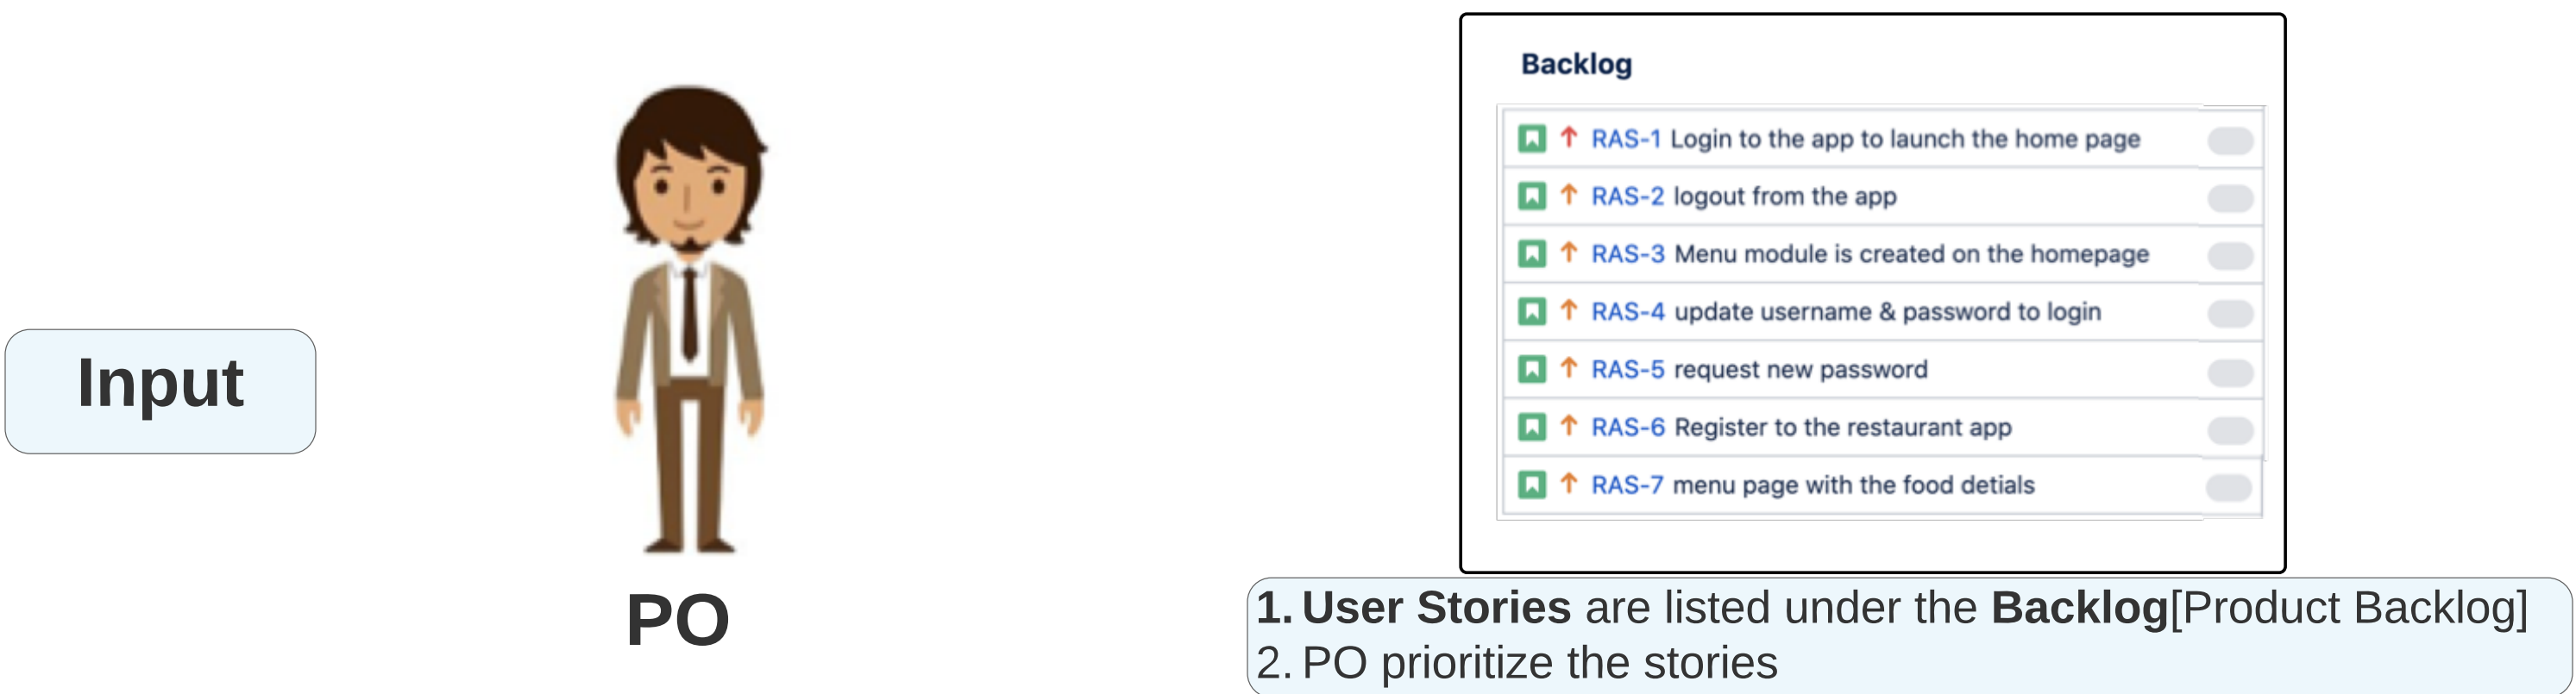 Input
PO
Backlog
RAS-1 Login to the app to launch the home page
RAS-2 logout from the app
RAS-3 Menu module is created on the homepage
RAS-4 update username & password to login
RAS-5 request new password
RAS-6 Register to the restaurant app
RAS-7 menu page with the food detials
1. User Stories are listed under the Backlog[Product Backlog]
2. PO prioritize the stories